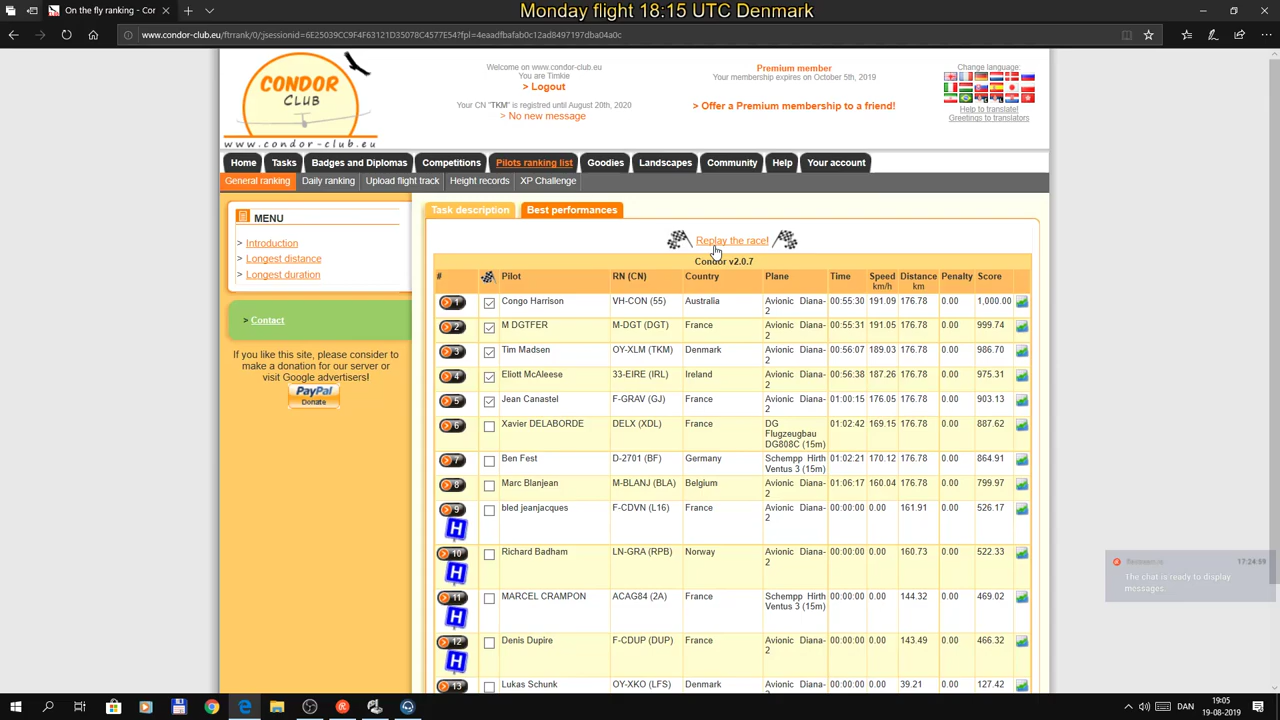 Monday flight 18:15 UTC Denmark
On the fly ranking - Con
www.condor-club.eu/ftrrank/0/;jsessionid=6E25039CC9F4F63121D35078C4577E54?fpl=4eaadfbafab0c12ad8497197dba04a0c
CONDOR
CLUB
www.condor-club.eu
Welcome on www.condor-club.eu
You are Timkie
> Logout
Your CN "TKM" is registred until August 20th, 2020
> No new message
Premium member
Your membership expires on October 5th, 2019
> Offer a Premium membership to a friend!
Change language:
Help to translate!
Greetings to translators
Home Tasks Badges and Diplomas Competitions Pilots ranking list Goodies Landscapes Community Help Your account
General ranking Daily ranking Upload flight track Height records XP Challenge
MENU
> Introduction
> Longest distance
> Longest duration
> Contact
If you like this site, please consider to
make a donation for our server or
visit Google advertisers!
PayPal
Donate
Task description Best performances
Replay the race!
Condor v2.0.7
# Pilot RN (CN) Country Plane Time Speed Distance Penalty Score
km/h km
1 Congo Harrison VH-CON (55) Australia Avionic Diana-2 00:55:30 191.09 176.78 0.00 1,000.00
2 M DGTFER M-DGT (DGT) France Avionic Diana-2 00:55:31 191.05 176.78 0.00 999.74
3 Tim Madsen OY-XLM (TKM) Denmark Avionic Diana-2 00:56:07 189.03 176.78 0.00 986.70
4 Eliott McAleese 33-EIRE (IRL) Ireland Avionic Diana-2 00:56:38 187.26 176.78 0.00 975.31
5 Jean Canastel F-GRAV (GJ) France Avionic Diana-2 01:00:15 176.05 176.78 0.00 903.13
6 Xavier DELABORDE DELX (XDL) France DG Flugzeugbau DG808C (15m) 01:02:42 169.15 176.78 0.00 887.62
7 Ben Fest D-2701 (BF) Germany Schempp Hirth Ventus 3 (15m) 01:02:21 170.12 176.78 0.00 864.91
8 Marc Blanjean M-BLANJ (BLA) Belgium Avionic Diana-2 01:06:17 160.04 176.78 0.00 799.97
9 bled jeanjacques F-CDVN (L16) France Avionic Diana-2 00:00:00 0.00 161.91 0.00 526.17
H
10 Richard Badham LN-GRA (RPB) Norway Avionic Diana-2 00:00:00 0.00 160.73 0.00 522.33
H
11 MARCEL CRAMPON ACAG84 (2A) France Schempp Hirth Ventus 3 (15m) 00:00:00 0.00 144.32 0.00 469.02
H
12 Denis Dupire F-CDUP (DUP) France Avionic Diana-2 00:00:00 0.00 143.49 0.00 466.32
H
13 Lukas Schunk OY-XKO (LFS) Denmark Avionic Diana- 00:00:00 0.00 39.21 0.00 127.42
17:24:59
The chat is ready to display
messages.
DAN
19:05
19-08-2019